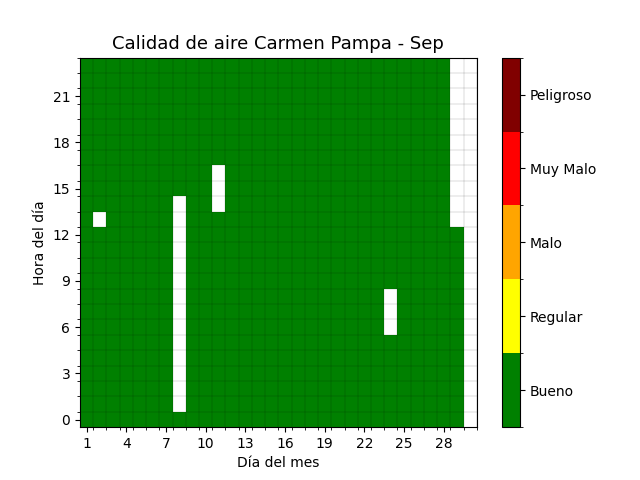 Calidad de aire Carmen Pampa - Sep
Hora del día
21
18
15
12
9
6
3
0
1 4 7 10 13 16 19 22 25 28
Día del mes
Peligroso
Muy Malo
Malo
Regular
Bueno